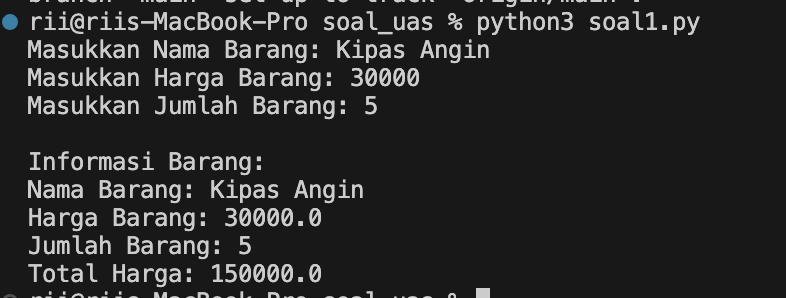 rii@riis-MacBook-Pro soal_uas % python3 soal1.py
Masukkan Nama Barang: Kipas Angin
Masukkan Harga Barang: 30000
Masukkan Jumlah Barang: 5
Informasi Barang:
Nama Barang: Kipas Angin
Harga Barang: 30000.0
Jumlah Barang: 5
Total Harga: 150000.0
rii@riis-MacBook-Pro soal_uas %